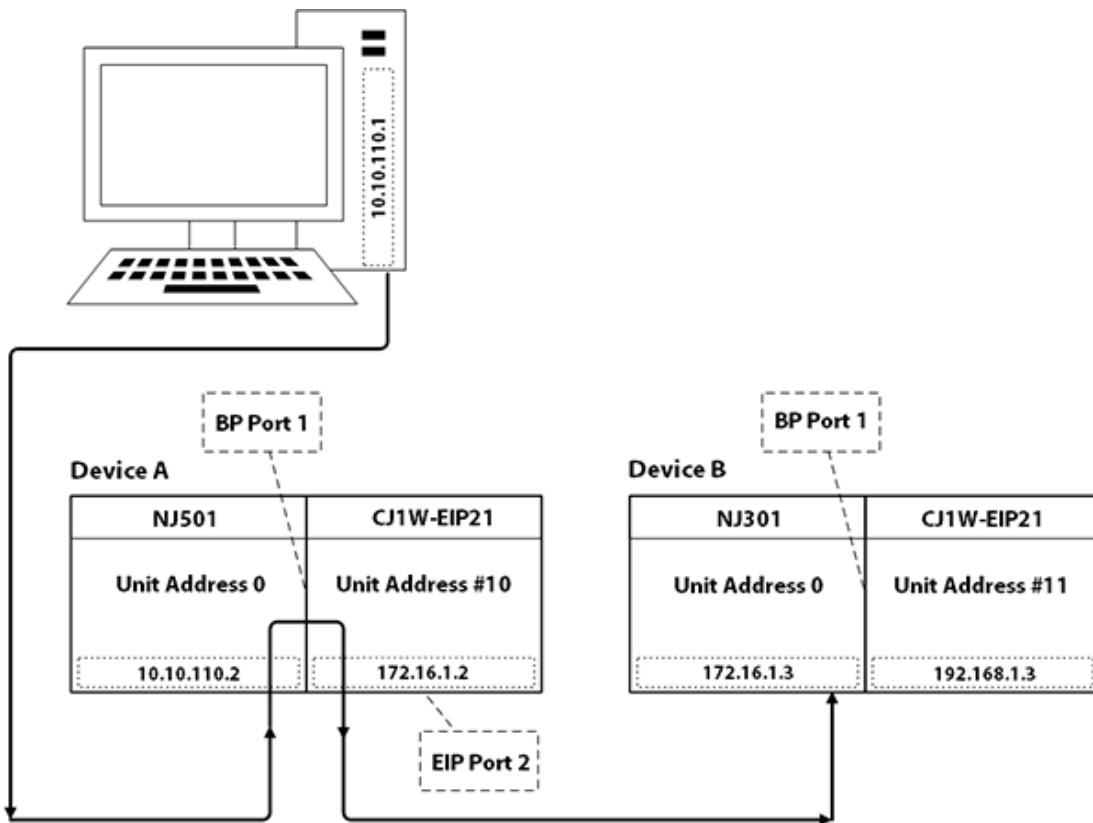 10.10.110.1
BP Port 1
BP Port 1
Device A
Device B
NJ501
CJ1W-EIP21
NJ301
CJ1W-EIP21
Unit Address 0
Unit Address #10
Unit Address 0
Unit Address #11
10.10.110.2
172.16.1.2
172.16.1.3
192.168.1.3
EIP Port 2